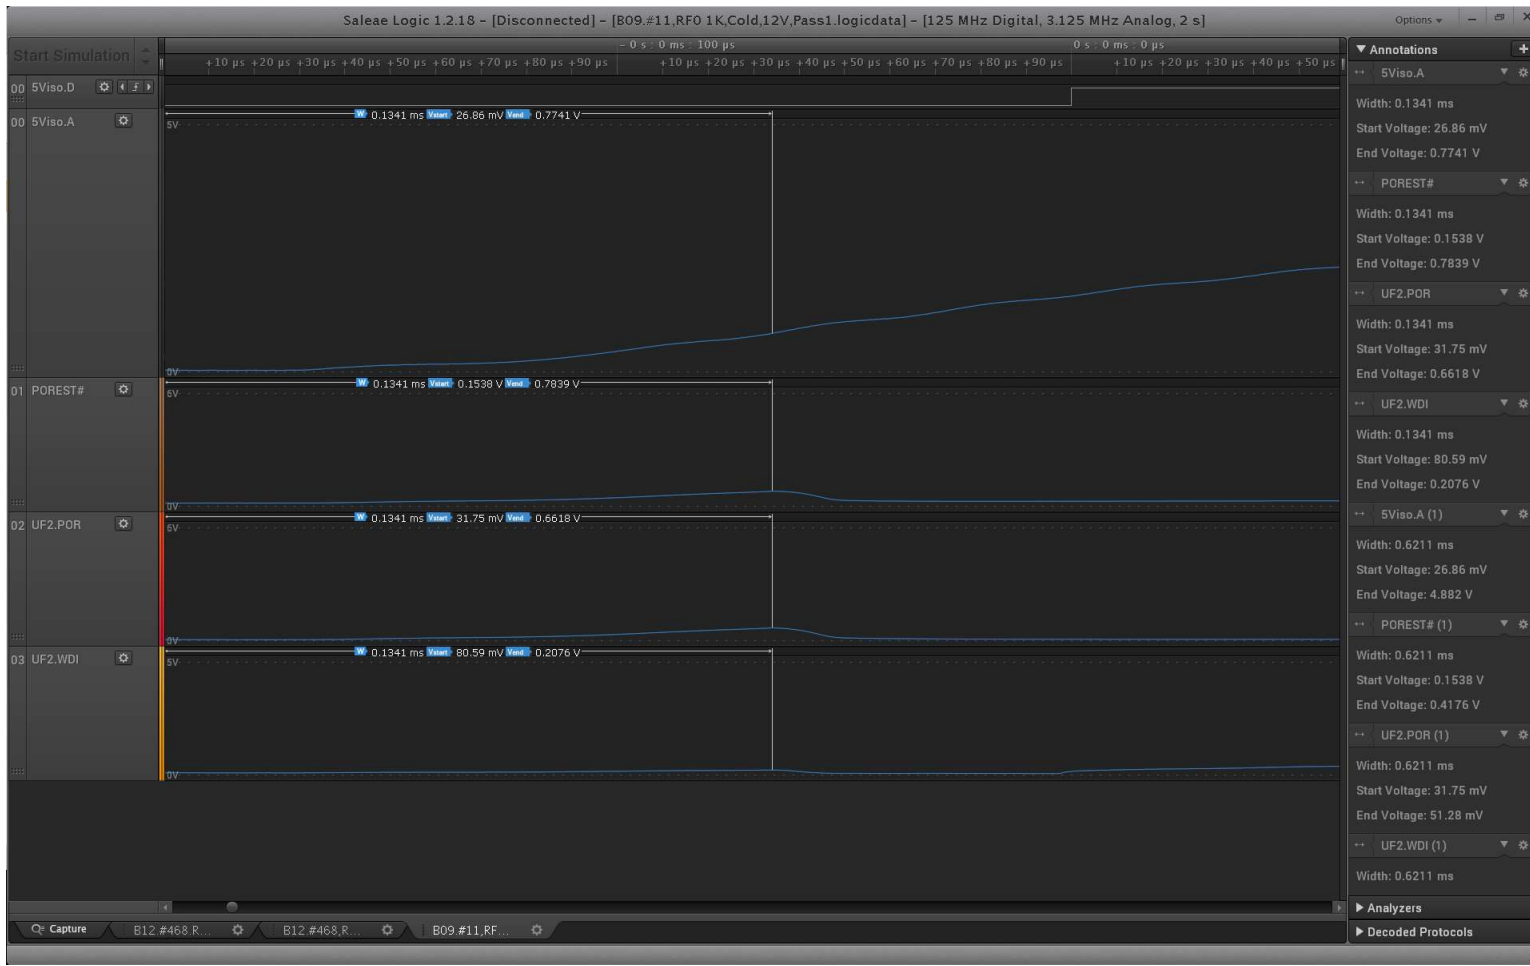 Saleae Logic 1.2.18 – [Disconnected] – [B09.#11,RF0 1K,Cold,12V,Pass1.logicdata] – [125 MHz Digital, 3.125 MHz Analog, 2 s]
Options
Start Simulation
– 0 s : 0 ms : 100 µs
0 s : 0 ms : 0 µs
+10 µs +20 µs +30 µs +40 µs +50 µs +60 µs +70 µs +80 µs +90 µs
+10 µs +20 µs +30 µs +40 µs +50 µs +60 µs +70 µs +80 µs +90 µs
+10 µs +20 µs +30 µs +40 µs +50 µs
00 5Viso.D
00 5Viso.A
W 0.1341 ms Vstart 26.86 mV Vend 0.7741 V
5V
0V
01 POREST#
W 0.1341 ms Vstart 0.1538 V Vend 0.7839 V
5V
0V
02 UF2.POR
W 0.1341 ms Vstart 31.75 mV Vend 0.6618 V
5V
0V
03 UF2.WDI
W 0.1341 ms Vstart 80.59 mV Vend 0.2076 V
5V
0V
Annotations
5Viso.A
Width: 0.1341 ms
Start Voltage: 26.86 mV
End Voltage: 0.7741 V
POREST#
Width: 0.1341 ms
Start Voltage: 0.1538 V
End Voltage: 0.7839 V
UF2.POR
Width: 0.1341 ms
Start Voltage: 31.75 mV
End Voltage: 0.6618 V
UF2.WDI
Width: 0.1341 ms
Start Voltage: 80.59 mV
End Voltage: 0.2076 V
5Viso.A (1)
Width: 0.6211 ms
Start Voltage: 26.86 mV
End Voltage: 4.882 V
POREST# (1)
Width: 0.6211 ms
Start Voltage: 0.1538 V
End Voltage: 0.4176 V
UF2.POR (1)
Width: 0.6211 ms
Start Voltage: 31.75 mV
End Voltage: 51.28 mV
UF2.WDI (1)
Width: 0.6211 ms
Analyzers
Decoded Protocols
Capture
B12.#468.R...
B12.#468,R...
B09.#11,RF...